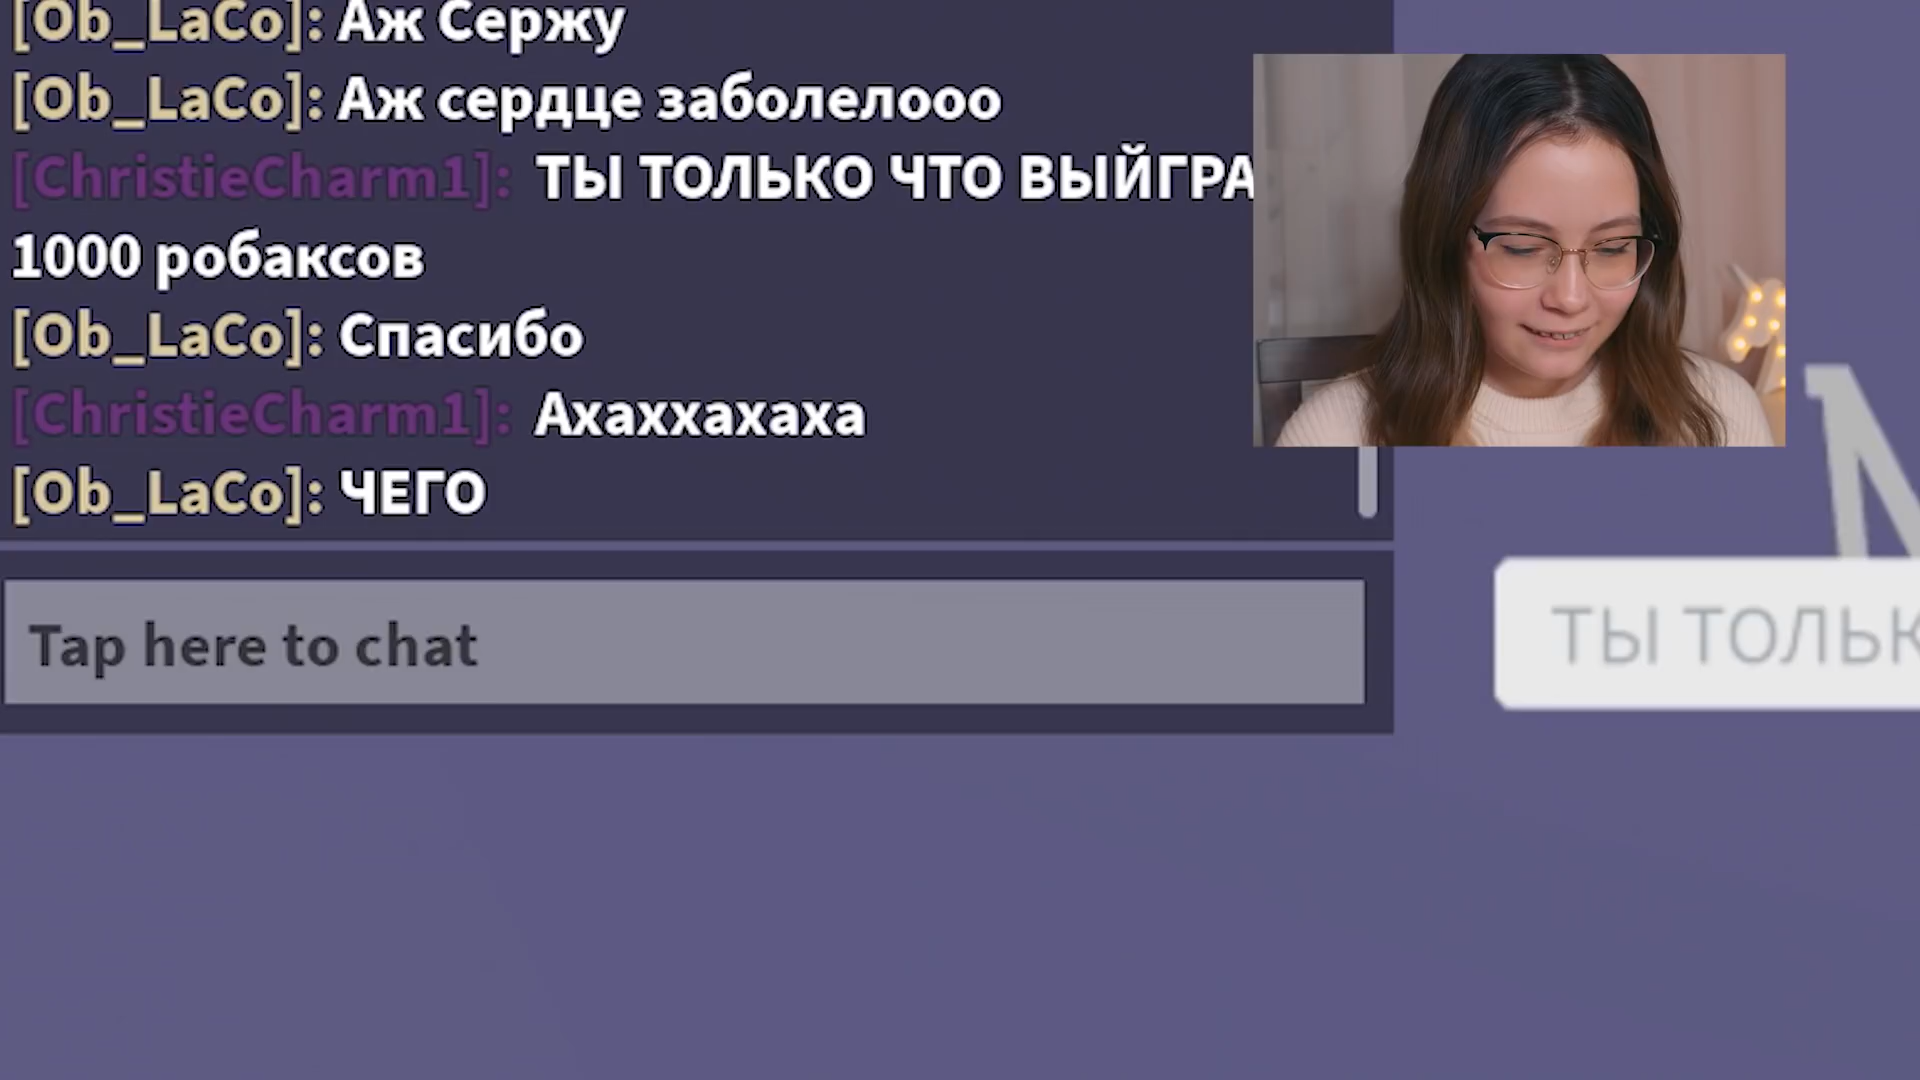 [Ob_LaCo]: Аж Сержу
[Ob_LaCo]: Аж сердце заболелооо
[ChristieCharm1]: ТЫ ТОЛЬКО ЧТО ВЫЙГРА
1000 робаксов
[Ob_LaCo]: Спасибо
[ChristieCharm1]: Ахаххахаха
[Ob_LaCo]: ЧЕГО
Tap here to chat
ТЫ ТОЛЬК